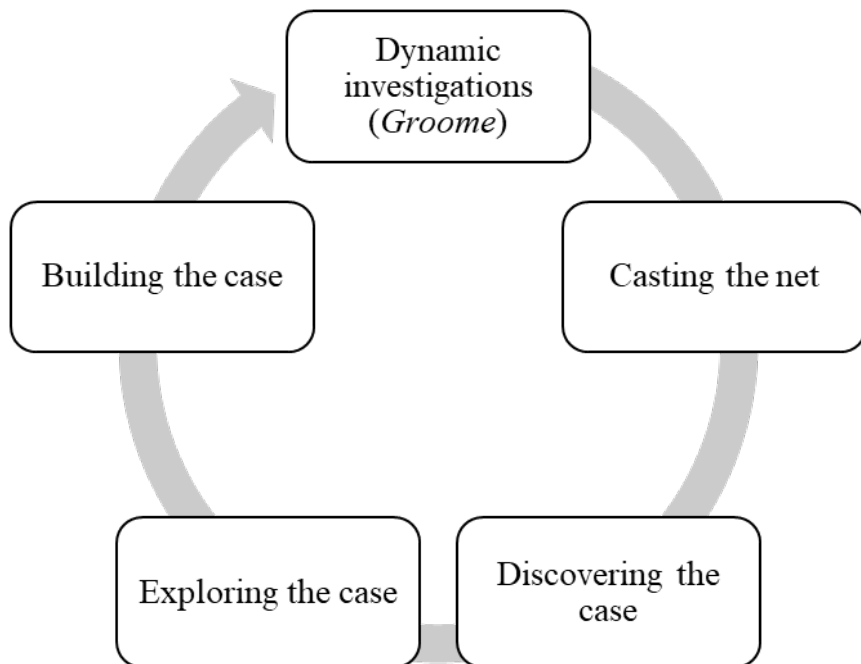 Dynamic
investigations
(Groome)
Casting the net
Discovering the
case
Exploring the case
Building the case